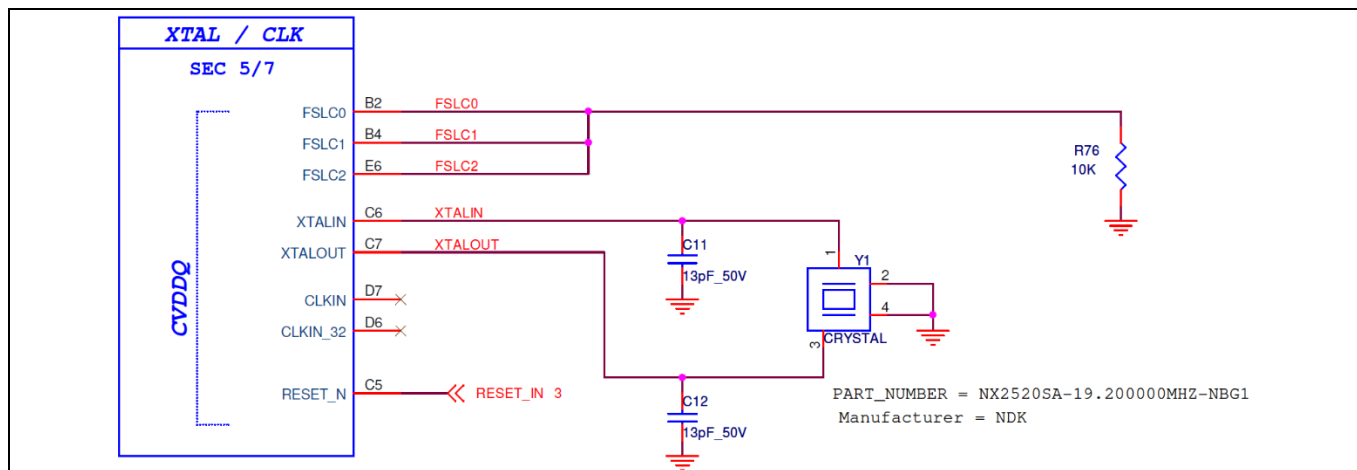 XTAL / CLK
SEC 5/7
CVDDQ
FSLC0 B2 FSLC0
FSLC1 B4 FSLC1
FSLC2 E6 FSLC2
R76
10K
XTALIN C6 XTALIN
XTALOUT C7 XTALOUT
C11
13pF_50V
1 Y1
2
4
3 CRYSTAL
CLKIN D7
CLKIN_32 D6
RESET_N C5 RESET_IN 3
C12
13pF_50V
PART_NUMBER = NX2520SA-19.200000MHZ-NBG1
Manufacturer = NDK